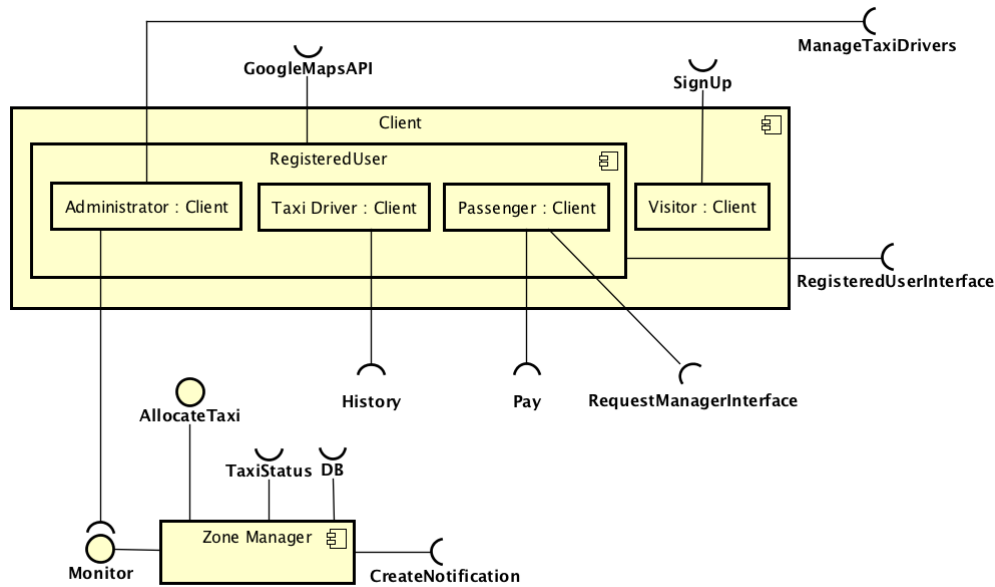 ManageTaxiDrivers
GoogleMapsAPI
SignUp
Client
RegisteredUser
Administrator : Client
Taxi Driver : Client
Passenger : Client
Visitor : Client
RegisteredUserInterface
History
Pay
RequestManagerInterface
AllocateTaxi
TaxiStatus
DB
Zone Manager
Monitor
CreateNotification